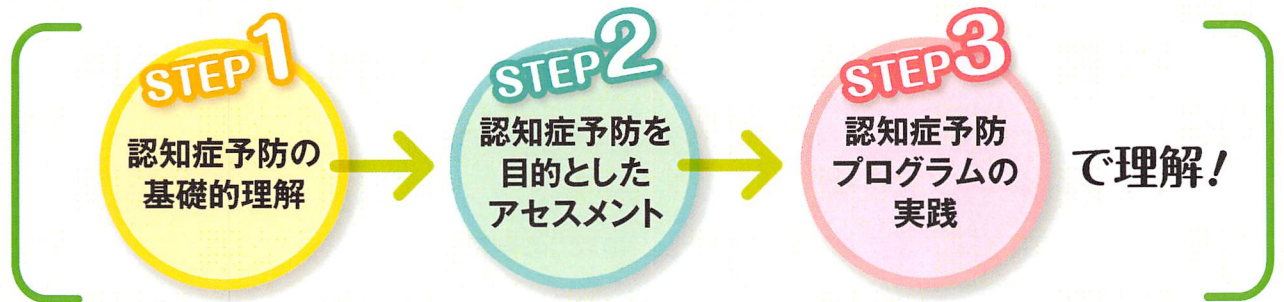 STEP1
認知症予防の
基礎的理解
STEP2
認知症予防を
目的とした
アセスメント
STEP3
認知症予防
プログラムの
実践
で理解!